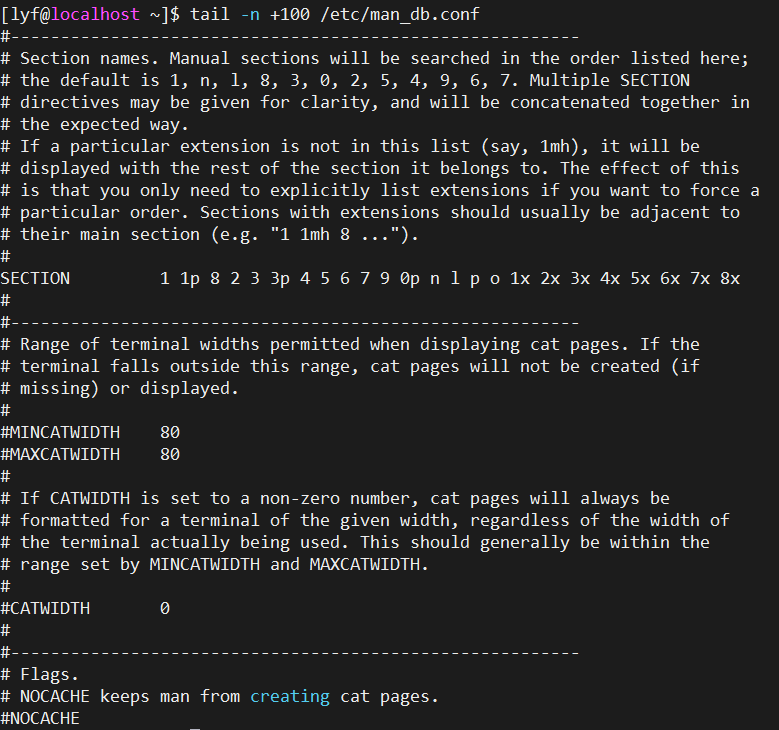 [lyf@localhost ~]$ tail -n +100 /etc/man_db.conf
#---------------------------------------------------------
# Section names. Manual sections will be searched in the order listed here;
# the default is 1, n, l, 8, 3, 0, 2, 5, 4, 9, 6, 7. Multiple SECTION
# directives may be given for clarity, and will be concatenated together in
# the expected way.
# If a particular extension is not in this list (say, 1mh), it will be
# displayed with the rest of the section it belongs to. The effect of this
# is that you only need to explicitly list extensions if you want to force a
# particular order. Sections with extensions should usually be adjacent to
# their main section (e.g. "1 1mh 8 ...").
#
SECTION         1 1p 8 2 3 3p 4 5 6 7 9 0p n l p o 1x 2x 3x 4x 5x 6x 7x 8x
#
#---------------------------------------------------------
# Range of terminal widths permitted when displaying cat pages. If the
# terminal falls outside this range, cat pages will not be created (if
# missing) or displayed.
#
#MINCATWIDTH    80
#MAXCATWIDTH    80
#
# If CATWIDTH is set to a non-zero number, cat pages will always be
# formatted for a terminal of the given width, regardless of the width of
# the terminal actually being used. This should generally be within the
# range set by MINCATWIDTH and MAXCATWIDTH.
#
#CATWIDTH       0
#
#---------------------------------------------------------
# Flags.
# NOCACHE keeps man from creating cat pages.
#NOCACHE